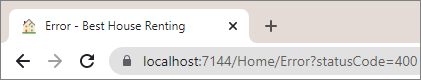 Error - Best House Renting
localhost:7144/Home/Error?statusCode=400